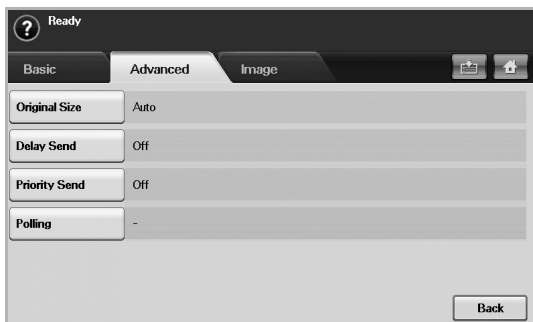 ? Ready
Basic Advanced Image
Original Size Auto
Delay Send Off
Priority Send Off
Polling -
Back